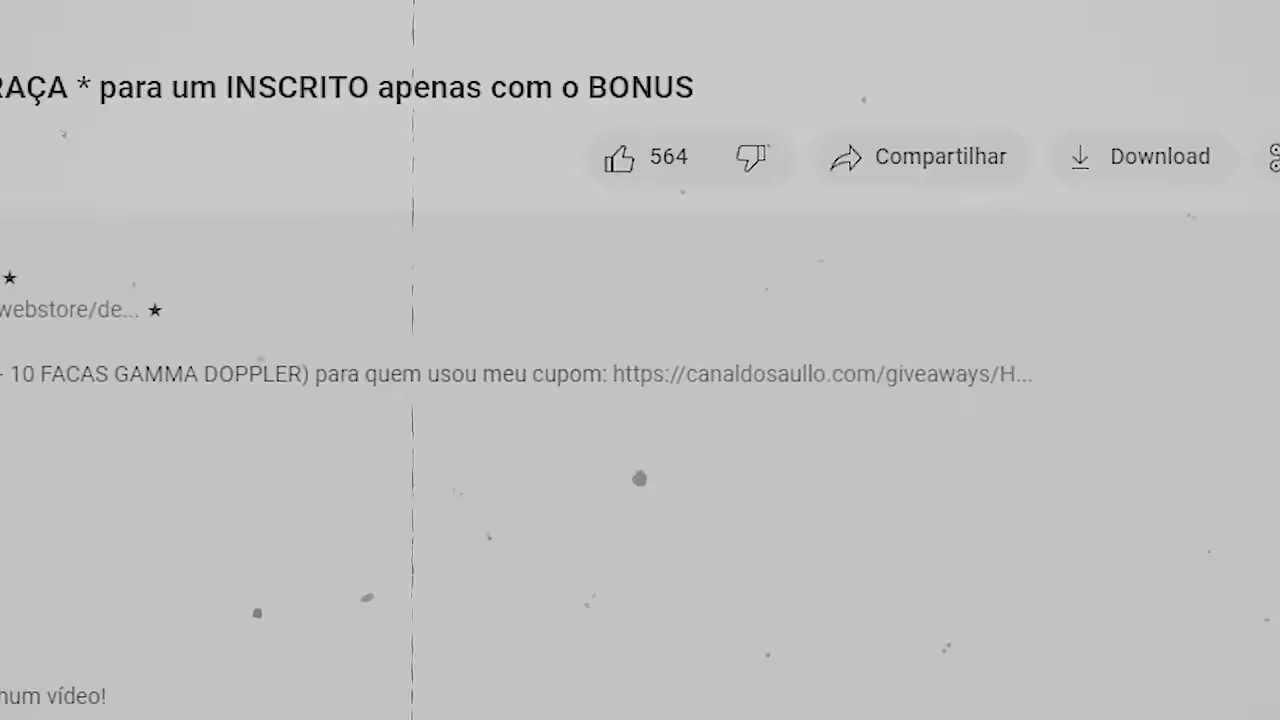 RAÇA * para um INSCRITO apenas com o BONUS
564 Compartilhar Download
★
webstore/de... ★
- 10 FACAS GAMMA DOPPLER) para quem usou meu cupom: https://canaldosaullo.com/giveaways/H...
hum vídeo!